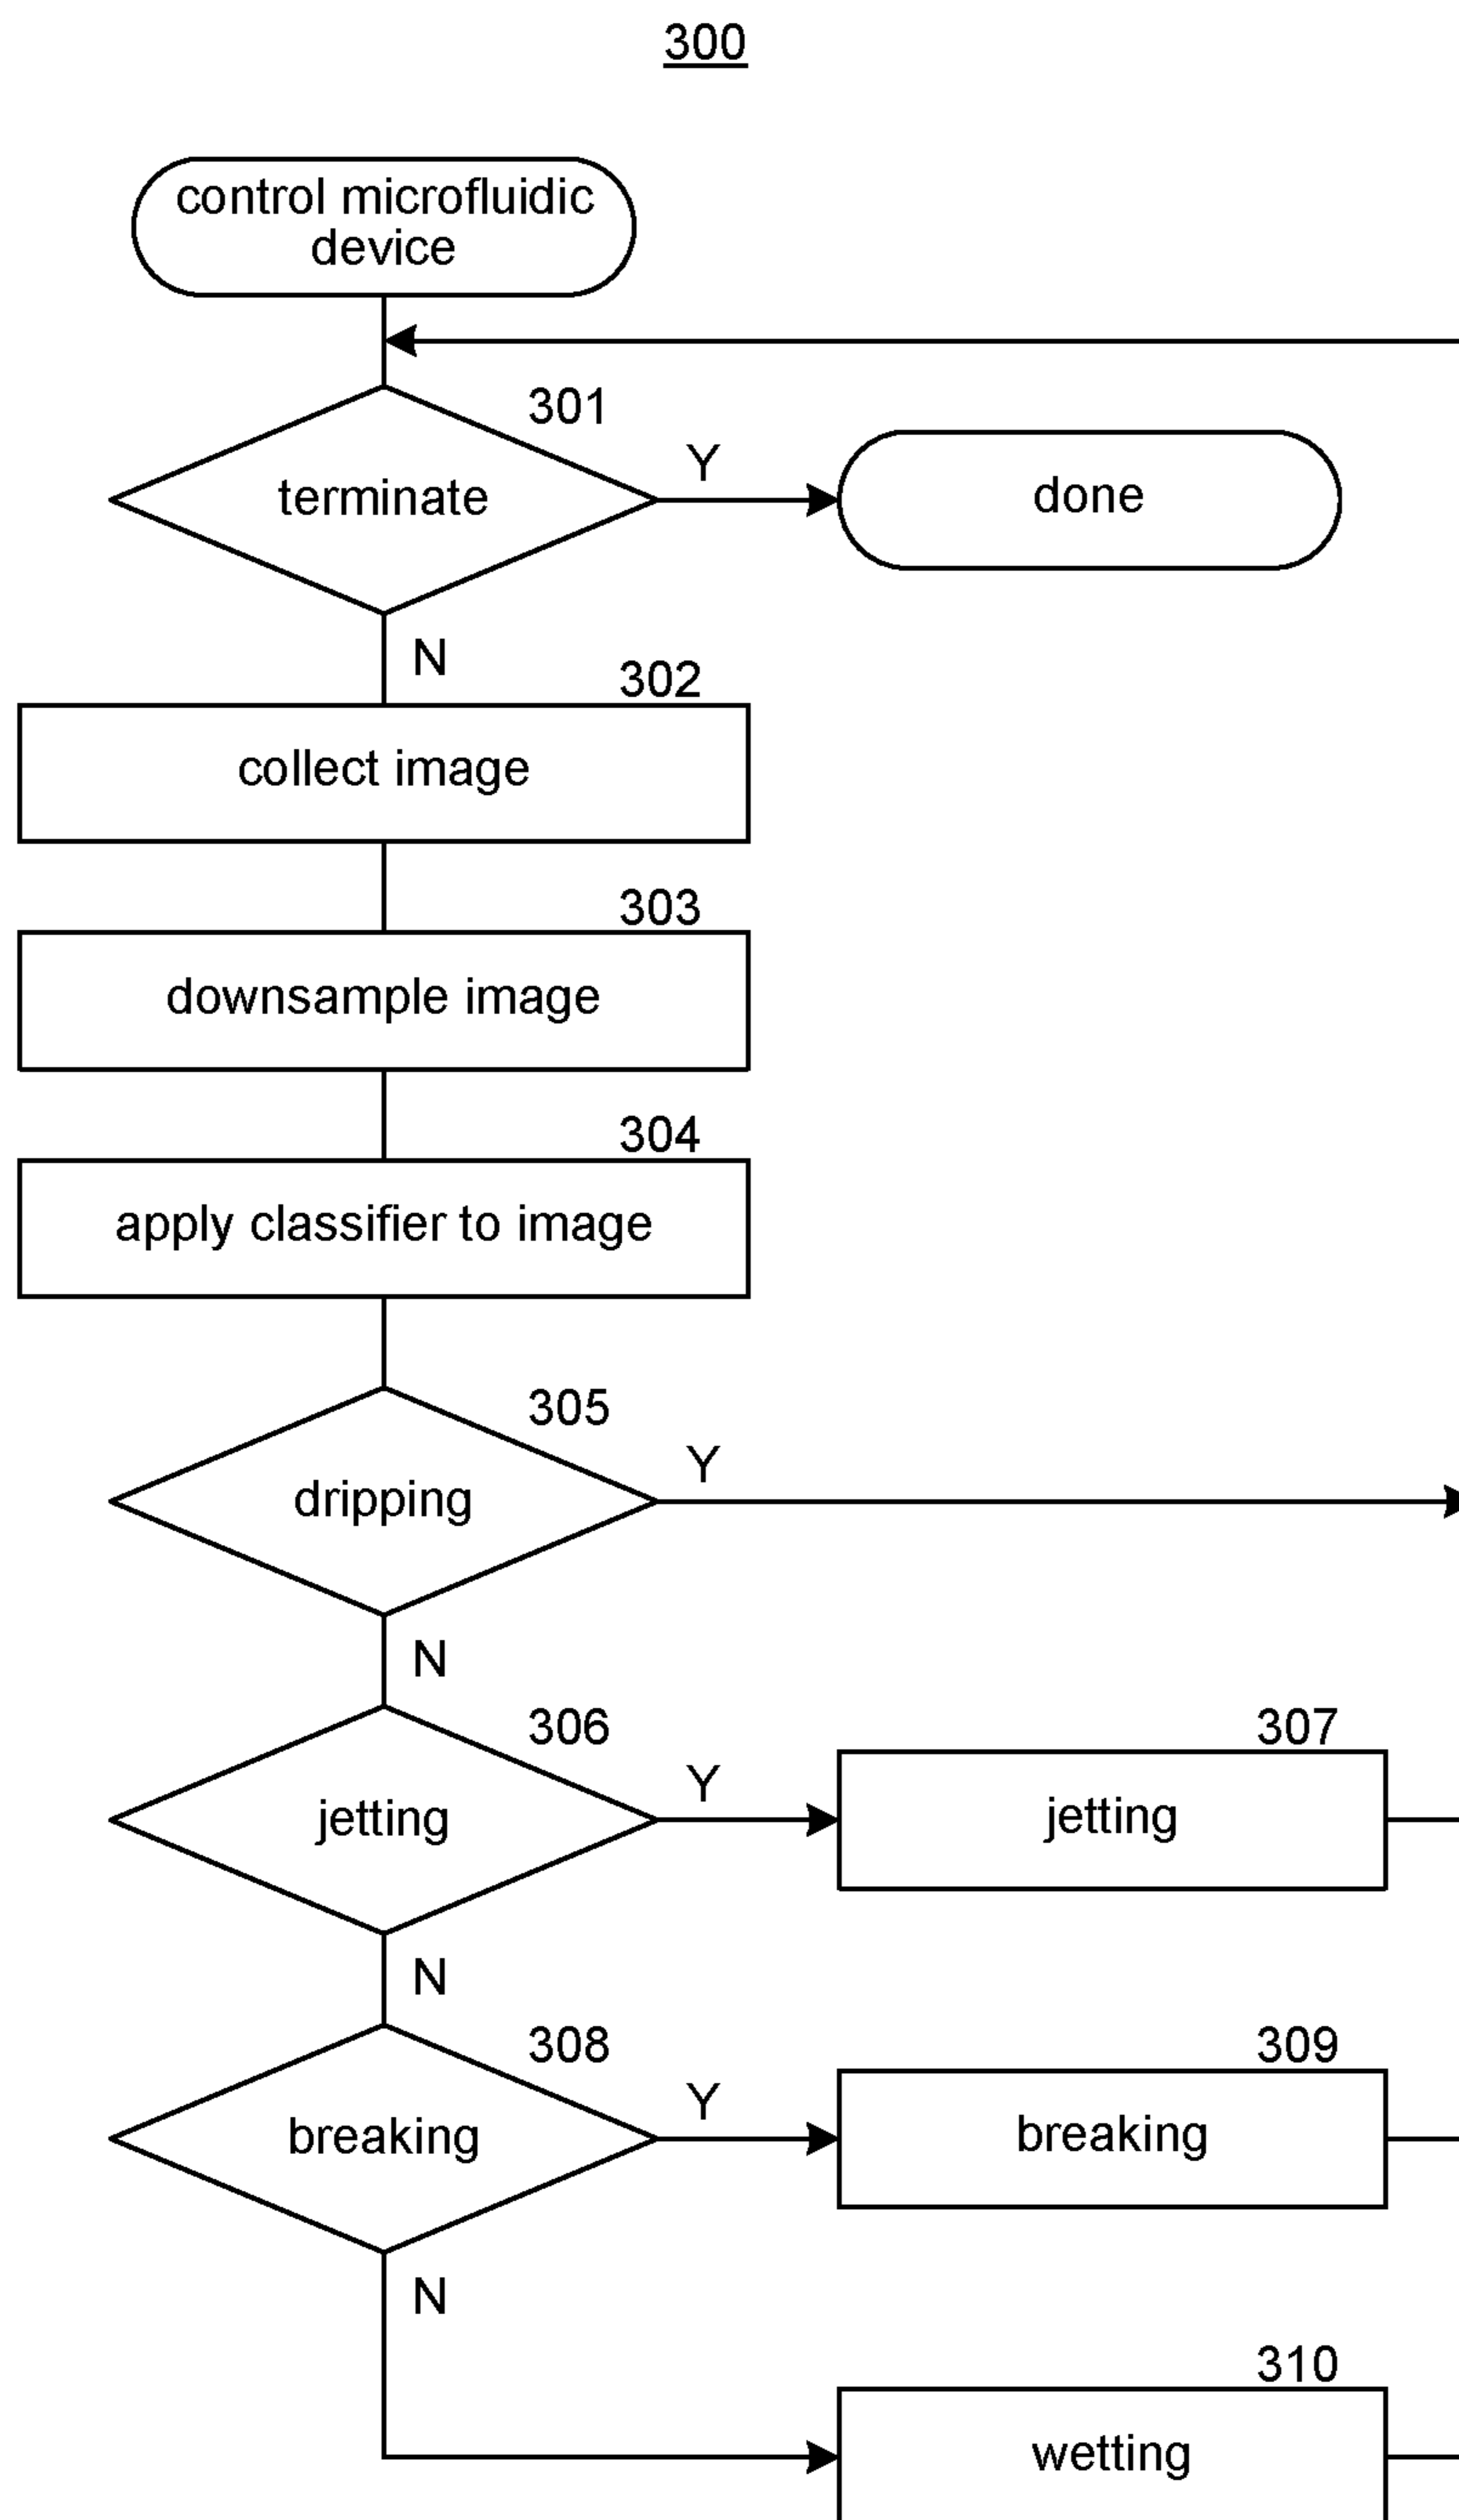 300
control microfluidic
device
301
terminate
Y
done
N
302
collect image
303
downsample image
304
apply classifier to image
305
dripping
Y
N
306
jetting
Y
307
jetting
N
308
breaking
Y
309
breaking
N
310
wetting